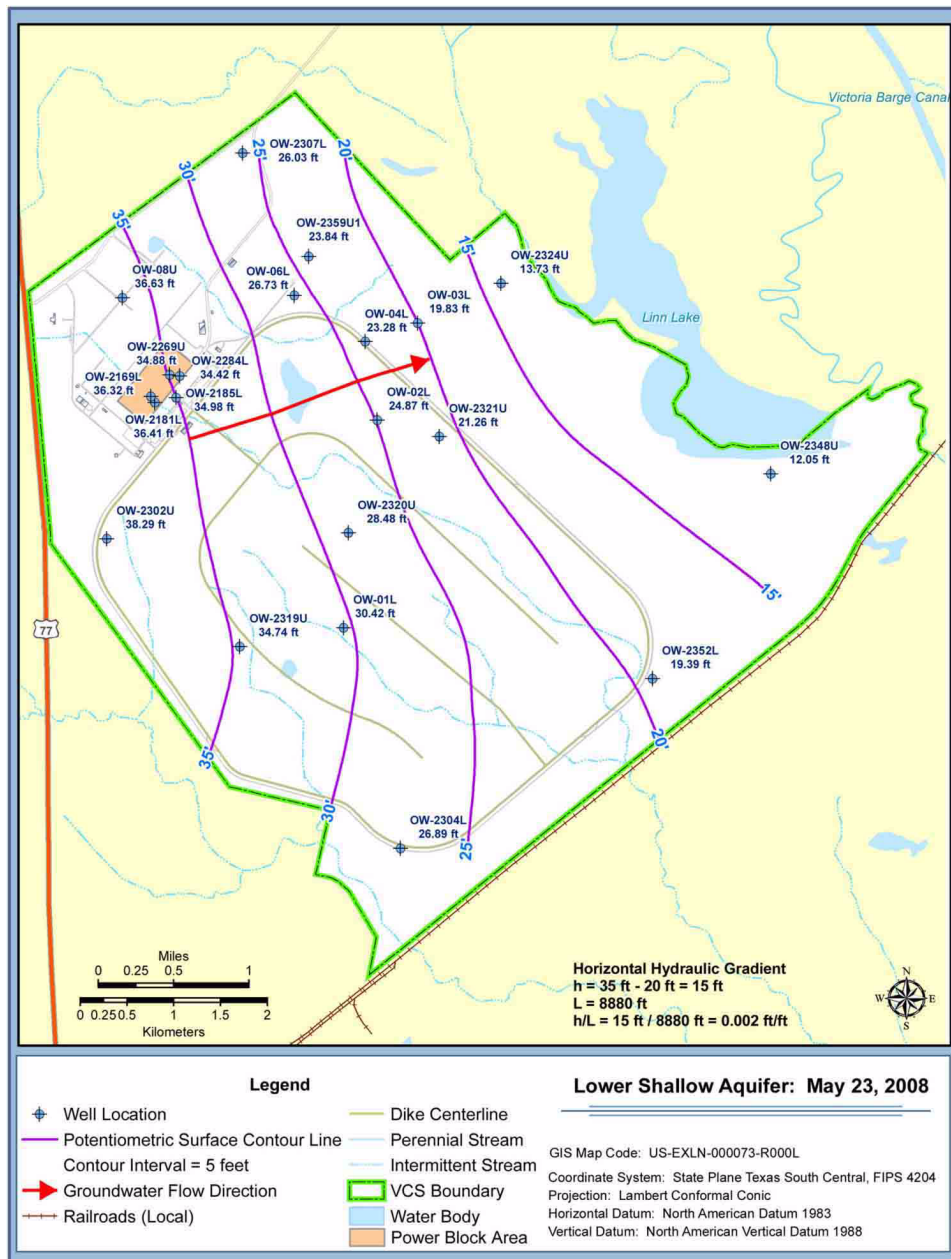 Victoria Barge Canal
OW-2307L
26.03 ft
25'
20'
30'
35'
OW-2359U1
23.84 ft
15'
OW-2324U
13.73 ft
OW-08U
36.63 ft
OW-06L
26.73 ft
OW-03L
19.83 ft
OW-04L
23.28 ft
Linn Lake
OW-2269U
34.88 ft
OW-2284L
34.42 ft
OW-2169L
36.32 ft
OW-2185L
34.98 ft
OW-2181L
36.41 ft
OW-02L
24.87 ft
OW-2321U
21.26 ft
OW-2348U
12.05 ft
OW-2302U
38.29 ft
OW-2320U
28.48 ft
15'
OW-01L
30.42 ft
77
OW-2319U
34.74 ft
OW-2352L
19.39 ft
20'
35'
30'
OW-2304L
26.89 ft
25'
Miles
0 0.25 0.5 1
0 0.25 0.5 1 1.5 2
Kilometers
Horizontal Hydraulic Gradient
h = 35 ft - 20 ft = 15 ft
L = 8880 ft
h/L = 15 ft / 8880 ft = 0.002 ft/ft
N
W E
S
Legend
Well Location
Potentiometric Surface Contour Line
Contour Interval = 5 feet
Groundwater Flow Direction
Railroads (Local)
Dike Centerline
Perennial Stream
Intermittent Stream
VCS Boundary
Water Body
Power Block Area
Lower Shallow Aquifer: May 23, 2008
GIS Map Code: US-EXLN-000073-R000L
Coordinate System: State Plane Texas South Central, FIPS 4204
Projection: Lambert Conformal Conic
Horizontal Datum: North American Datum 1983
Vertical Datum: North American Vertical Datum 1988